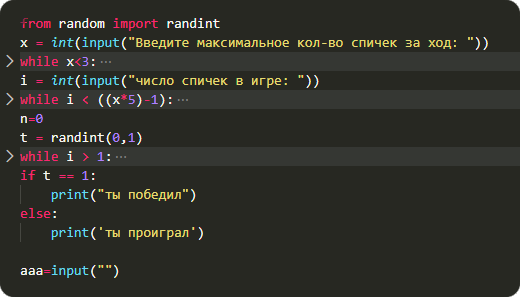 from random import randint
x = int(input("Введите максимальное кол-во спичек за ход: "))
while x<3:⋯
i = int(input("число спичек в игре: "))
while i < ((x*5)-1):⋯
n=0
t = randint(0,1)
while i > 1:⋯
if t == 1:
    print("ты победил")
else:
    print('ты проиграл')
aaa=input("")